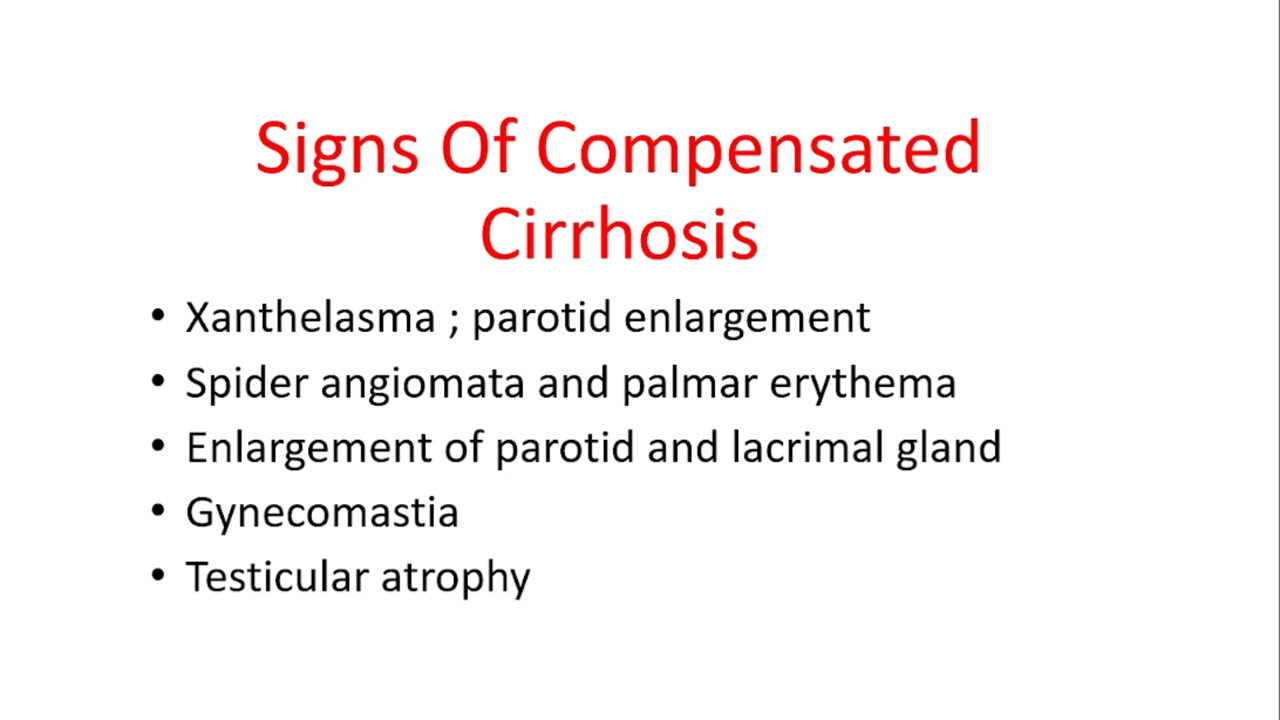 Signs Of Compensated
Cirrhosis
• Xanthelasma ; parotid enlargement
• Spider angiomata and palmar erythema
• Enlargement of parotid and lacrimal gland
• Gynecomastia
• Testicular atrophy